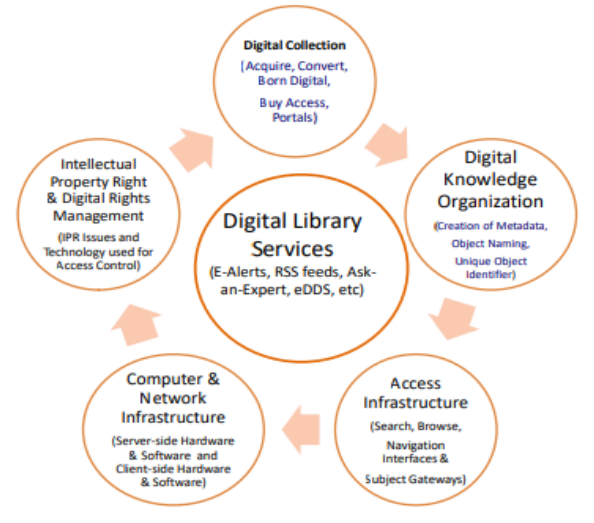 Digital Collection
(Acquire, Convert,
Born Digital,
Buy Access,
Portals)
Digital
Knowledge
Organization
(Creation of Metadata,
Object Naming,
Unique Object
Identifier)
Access
Infrastructure
(Search, Browse,
Navigation
Interfaces &
Subject Gateways)
Computer &
Network
Infrastructure
(Server-side Hardware
& Software and
Client-side Hardware
& Software)
Intellectual
Property Right
& Digital Rights
Management
(IPR Issues and
Technology used for
Access Control)
Digital Library
Services
(E-Alerts, RSS feeds, Ask-
an-Expert, eDDS, etc)